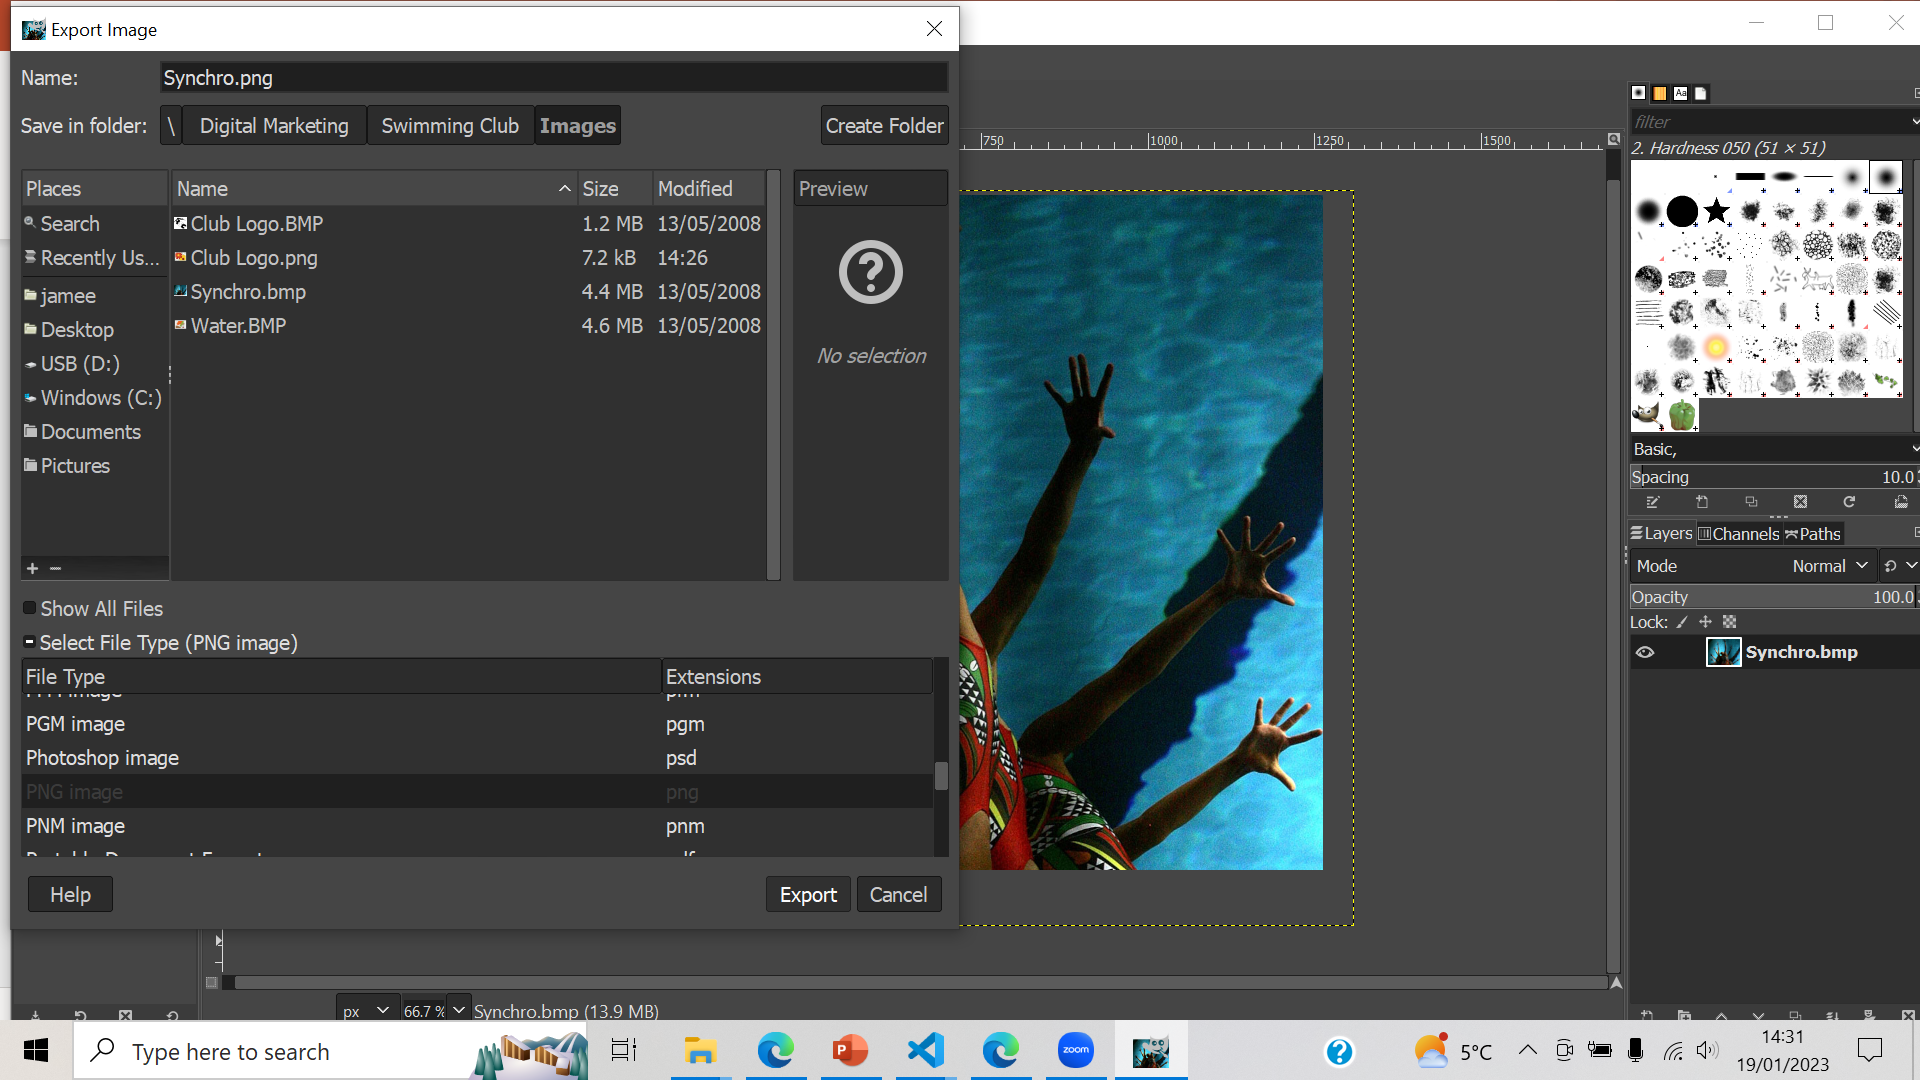 Export Image
Name: Synchro.png
Save in folder: \ Digital Marketing Swimming Club Images Create Folder
Places Name Size Modified Preview
Search Club Logo.BMP 1.2 MB 13/05/2008
Recently Us... Club Logo.png 7.2 kB 14:26
jamee Synchro.bmp 4.4 MB 13/05/2008
Desktop Water.BMP 4.6 MB 13/05/2008
No selection
USB (D:)
Windows (C:)
Documents
Pictures
Show All Files
Select File Type (PNG image)
File Type Extensions
PGM image pgm
Photoshop image psd
PNG image png
PNM image pnm
Help Export Cancel
750 1000 1250 1500
px 66.7 % Synchro.bmp (13.9 MB)
Aa
filter
2. Hardness 050 (51 × 51)
Basic,
Spacing 10.0
Layers Channels Paths
Mode Normal
Opacity 100.0
Lock:
Synchro.bmp
Type here to search
P
zoom
5°C
14:31
19/01/2023